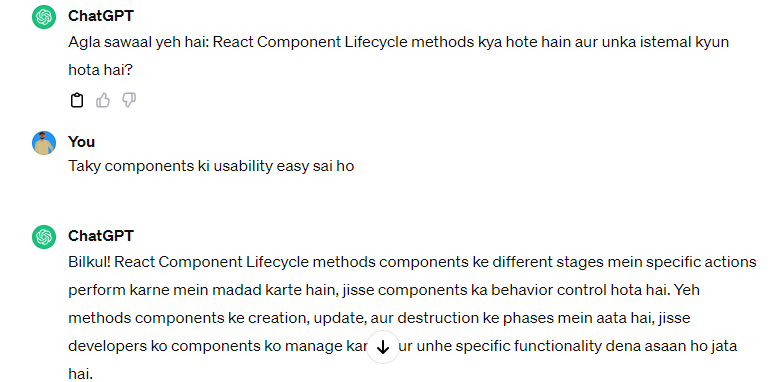 ChatGPT
Agla sawaal yeh hai: React Component Lifecycle methods kya hote hain aur unka istemal kyun
hota hai?
You
Taky components ki usability easy sai ho
ChatGPT
Bilkul! React Component Lifecycle methods components ke different stages mein specific actions
perform karne mein madad karte hain, jisse components ka behavior control hota hai. Yeh
methods components ke creation, update, aur destruction ke phases mein aata hai, jisse
developers ko components ko manage unhe specific functionality dena asaan ho jata
hai.